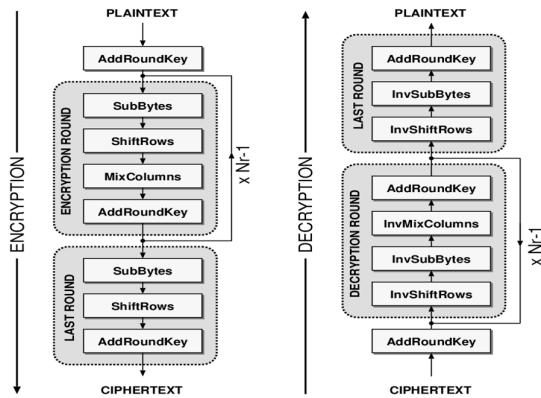 PLAINTEXT
AddRoundKey
SubBytes
ShiftRows
MixColumns
AddRoundKey
ENCRYPTION ROUND
x Nr-1
SubBytes
ShiftRows
AddRoundKey
LAST ROUND
CIPHERTEXT
ENCRYPTION
PLAINTEXT
AddRoundKey
InvSubBytes
InvShiftRows
LAST ROUND
AddRoundKey
InvMixColumns
InvSubBytes
InvShiftRows
DECRYPTION ROUND
x Nr-1
AddRoundKey
CIPHERTEXT
DECRYPTION